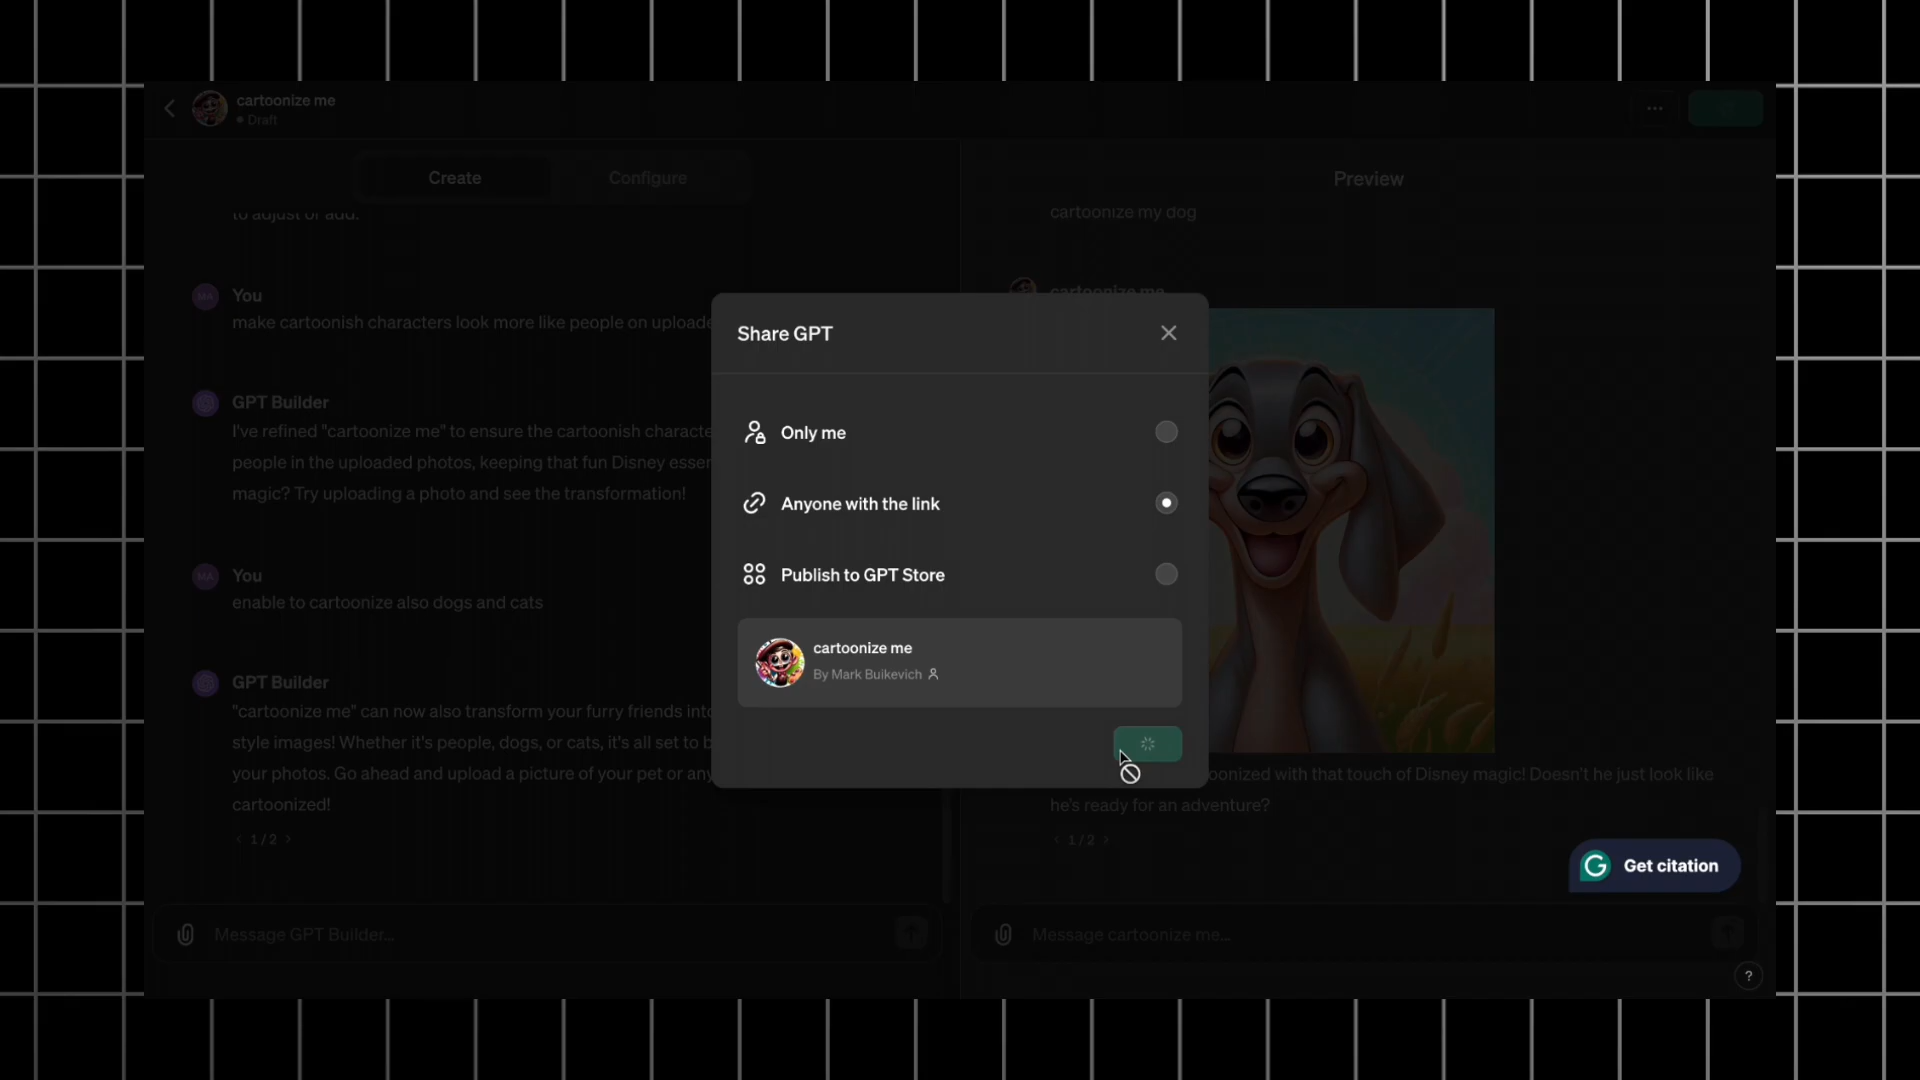 cartoonize me
Draft
Create
Configure
Preview
to adjust or add.
You
make cartoonish characters look more like people on
GPT Builder
I've refined "cartoonize me" to ensure the cartoonish
people in the uploaded photos, keeping that fun Disney
magic? Try uploading a photo and see the transformation!
You
enable to cartoonize also dogs and cats
GPT Builder
"cartoonize me" can now also transform your furry friends
style images! Whether it's people, dogs, or cats, it's all set to
your photos. Go ahead and upload a picture of your pet or
cartoonized!
1/2
Message GPT Builder...
Share GPT
Only me
Anyone with the link
Publish to GPT Store
cartoonize me
By Mark Buikevich
cartoonize my dog
cartoonize me
with that touch of Disney magic! Doesn't he just look like
he's ready for an adventure?
1/2
Get citation
Message cartoonize me...
?
MA
MA